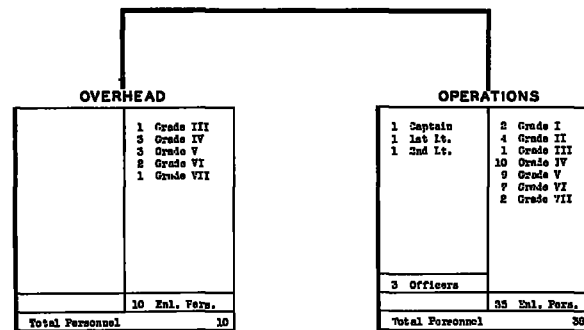 OVERHEAD
1 Grade III
3 Grade IV
3 Grade V
2 Grade VI
1 Grade VII
10 Enl. Pers.
Total Personnel 10
OPERATIONS
1 Captain
1 1st Lt.
1 2nd Lt.
3 Officers
2 Grade I
4 Grade II
1 Grade III
10 Grade IV
9 Grade V
7 Grade VI
2 Grade VII
35 Enl. Pers.
Total Personnel 38